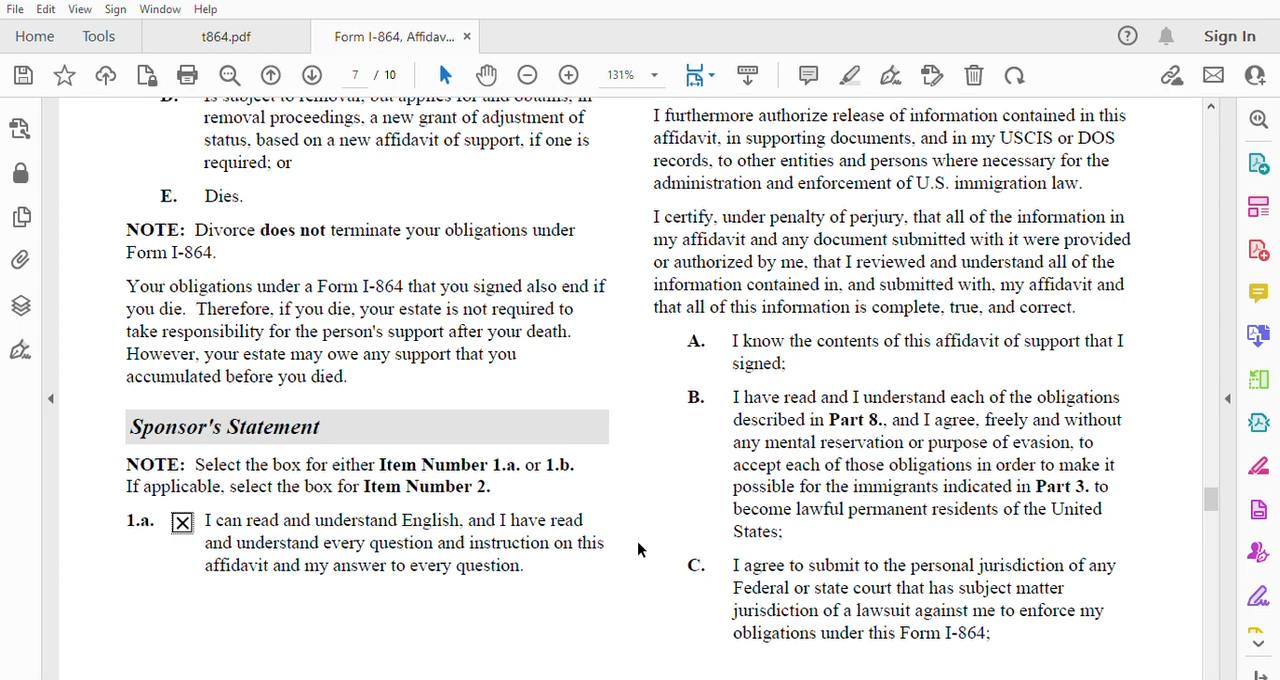 File Edit View Sign Window Help
Home Tools t864.pdf Form I-864, Affidav... × Sign In
7 / 10 131%
D. Is subject to removal, but applies for and obtains, in
removal proceedings, a new grant of adjustment of
status, based on a new affidavit of support, if one is
required; or
E. Dies.
NOTE: Divorce does not terminate your obligations under
Form I-864.
Your obligations under a Form I-864 that you signed also end if
you die. Therefore, if you die, your estate is not required to
take responsibility for the person's support after your death.
However, your estate may owe any support that you
accumulated before you died.
Sponsor's Statement
NOTE: Select the box for either Item Number 1.a. or 1.b.
If applicable, select the box for Item Number 2.
1.a. I can read and understand English, and I have read
and understand every question and instruction on this
affidavit and my answer to every question.
I furthermore authorize release of information contained in this
affidavit, in supporting documents, and in my USCIS or DOS
records, to other entities and persons where necessary for the
administration and enforcement of U.S. immigration law.
I certify, under penalty of perjury, that all of the information in
my affidavit and any document submitted with it were provided
or authorized by me, that I reviewed and understand all of the
information contained in, and submitted with, my affidavit and
that all of this information is complete, true, and correct.
A. I know the contents of this affidavit of support that I
signed;
B. I have read and I understand each of the obligations
described in Part 8., and I agree, freely and without
any mental reservation or purpose of evasion, to
accept each of those obligations in order to make it
possible for the immigrants indicated in Part 3. to
become lawful permanent residents of the United
States;
C. I agree to submit to the personal jurisdiction of any
Federal or state court that has subject matter
jurisdiction of a lawsuit against me to enforce my
obligations under this Form I-864;